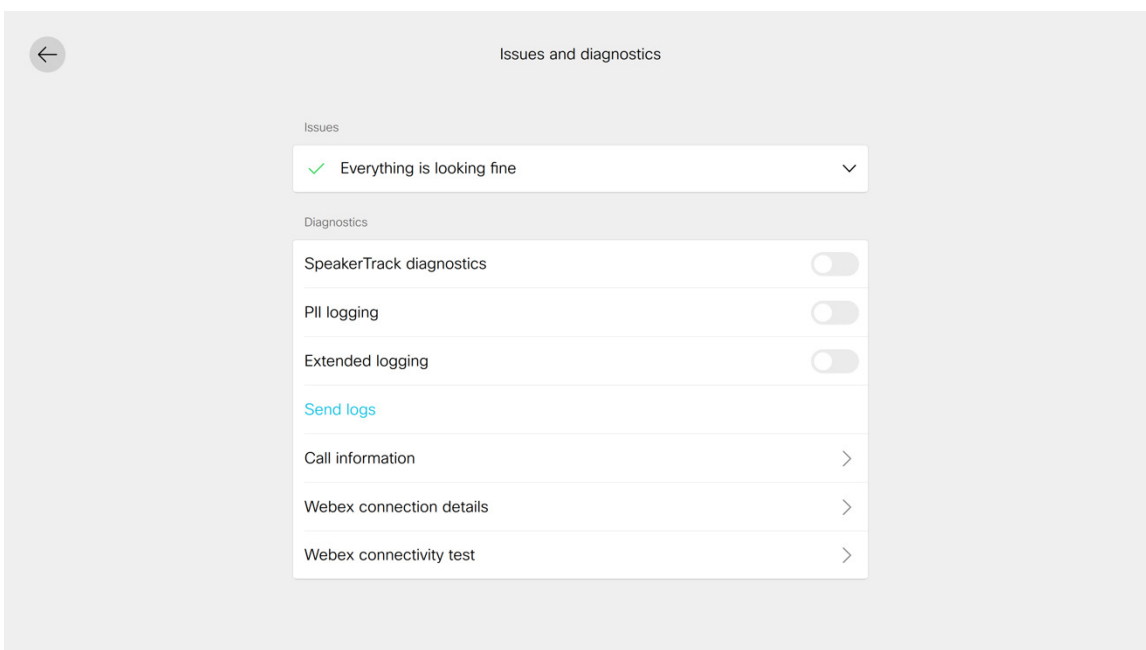 Issues and diagnostics
Issues
Everything is looking fine
Diagnostics
SpeakerTrack diagnostics
PII logging
Extended logging
Send logs
Call information
Webex connection details
Webex connectivity test